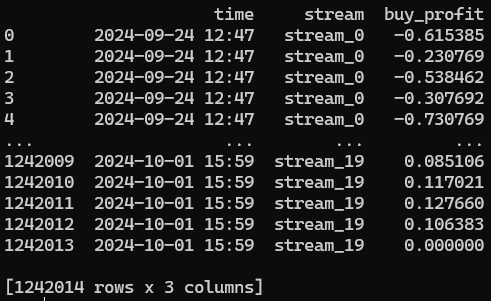 time stream buy_profit
0 2024-09-24 12:47 stream_0 -0.615385
1 2024-09-24 12:47 stream_0 -0.230769
2 2024-09-24 12:47 stream_0 -0.538462
3 2024-09-24 12:47 stream_0 -0.307692
4 2024-09-24 12:47 stream_0 -0.730769
... ... ... ...
1242009 2024-10-01 15:59 stream_19 0.085106
1242010 2024-10-01 15:59 stream_19 0.117021
1242011 2024-10-01 15:59 stream_19 0.127660
1242012 2024-10-01 15:59 stream_19 0.106383
1242013 2024-10-01 15:59 stream_19 0.000000
[1242014 rows x 3 columns]